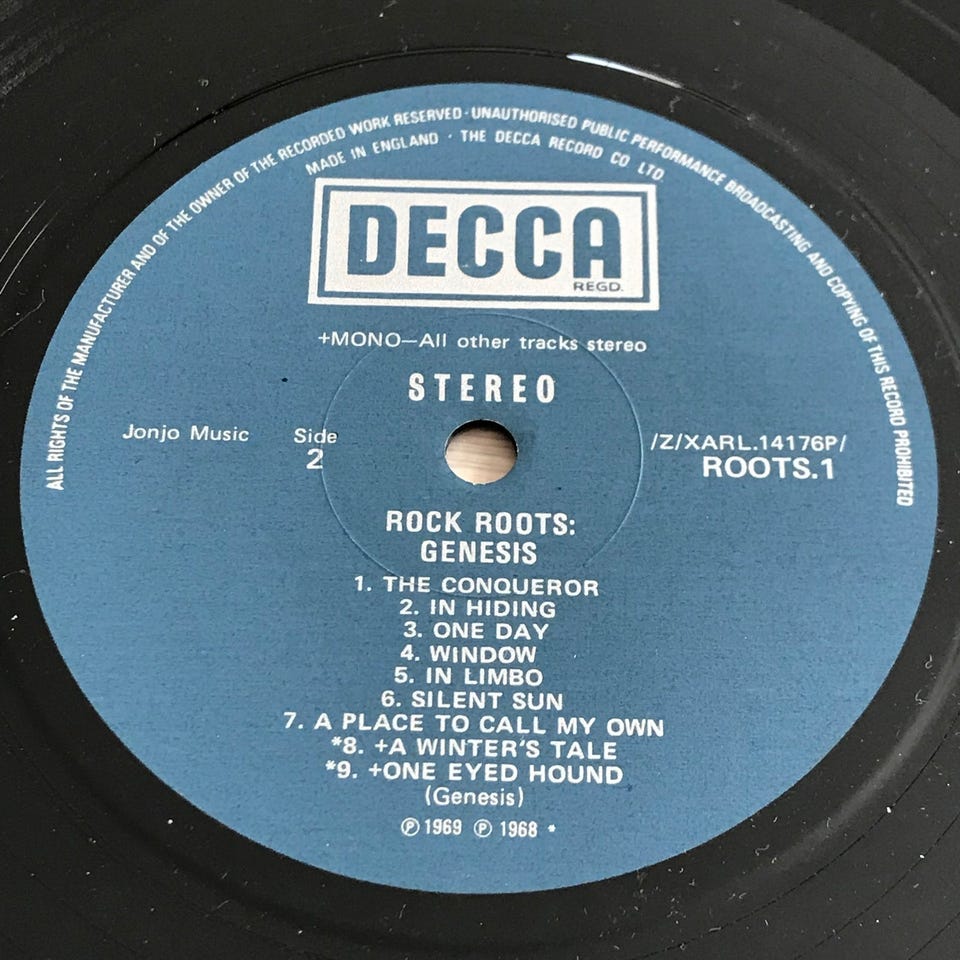 ALL RIGHTS OF THE MANUFACTURER AND OF THE OWNER OF THE RECORDED WORK RESERVED · UNAUTHORISED PUBLIC PERFORMANCE BROADCASTING AND COPYING OF THIS RECORD PROHIBITED
MADE IN ENGLAND · THE DECCA RECORD CO LTD
DECCA
REGD.
+MONO—All other tracks stereo
STEREO
Jonjo Music Side /Z/XARL.14176P/
2 ROOTS.1
ROCK ROOTS:
GENESIS
1. THE CONQUEROR
2. IN HIDING
3. ONE DAY
4. WINDOW
5. IN LIMBO
6. SILENT SUN
7. A PLACE TO CALL MY OWN
*8. +A WINTER'S TALE
*9. +ONE EYED HOUND
(Genesis)
℗ 1969 ℗ 1968 *